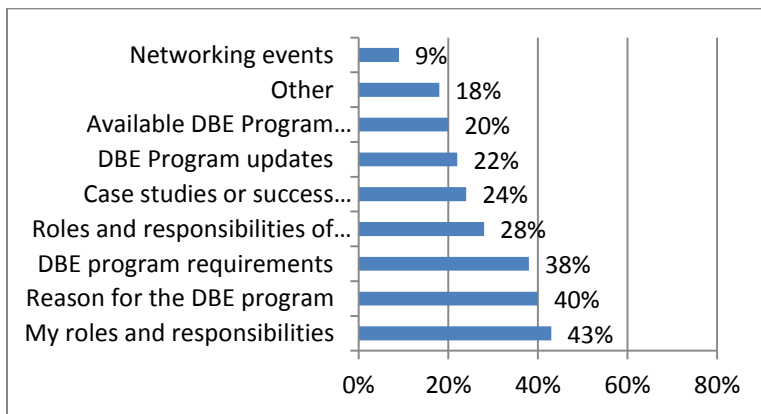 Networking events 9%
Other 18%
Available DBE Program... 20%
DBE Program updates 22%
Case studies or success... 24%
Roles and responsibilities of... 28%
DBE program requirements 38%
Reason for the DBE program 40%
My roles and responsibilities 43%
0% 20% 40% 60% 80%